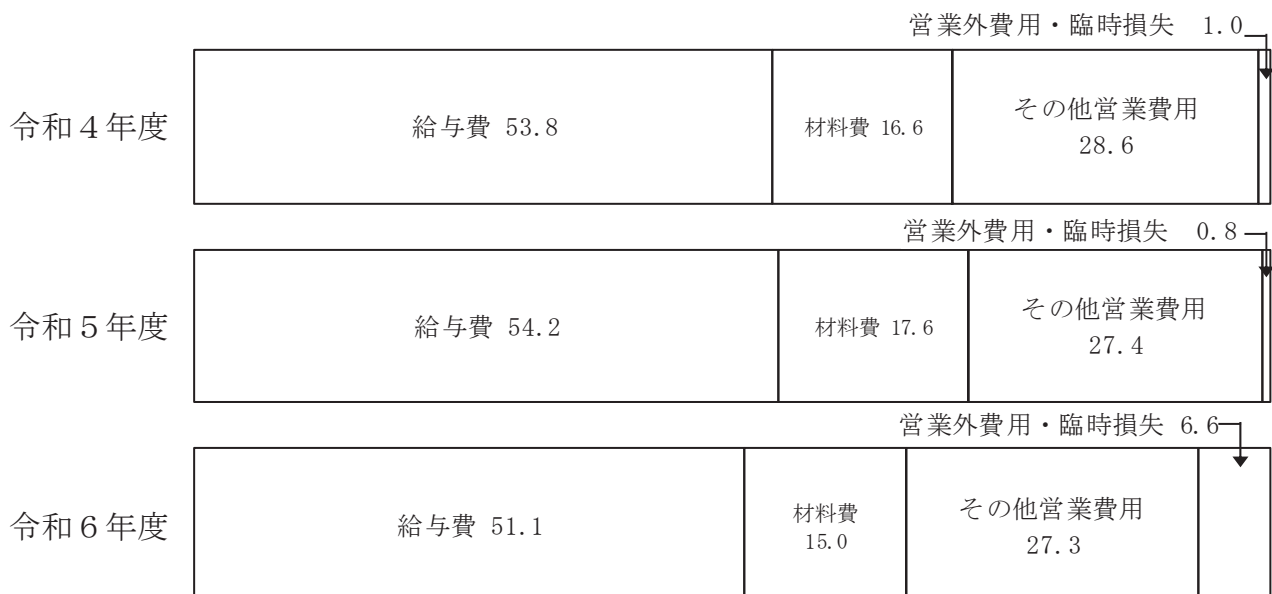 営業外費用・臨時損失 1.0
令和４年度
給与費 53.8
材料費 16.6
その他営業費用
28.6
営業外費用・臨時損失 0.8
令和５年度
給与費 54.2
材料費 17.6
その他営業費用
27.4
営業外費用・臨時損失 6.6
令和６年度
給与費 51.1
材料費
15.0
その他営業費用
27.3